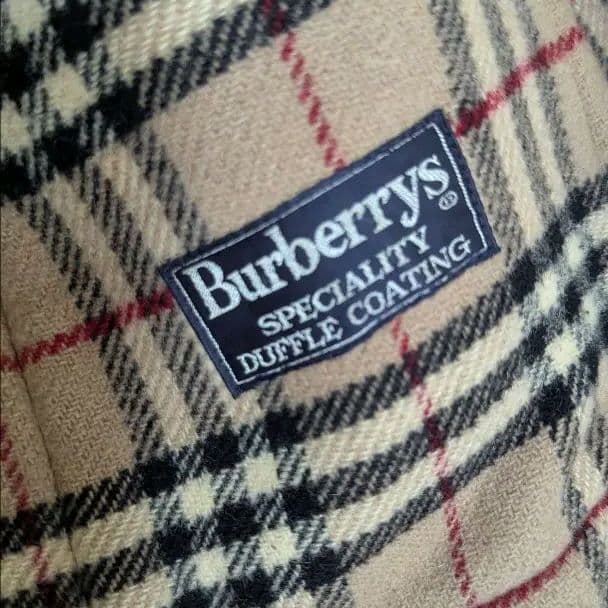 Burberrys®
SPECIALITY
DUFFLE COATING